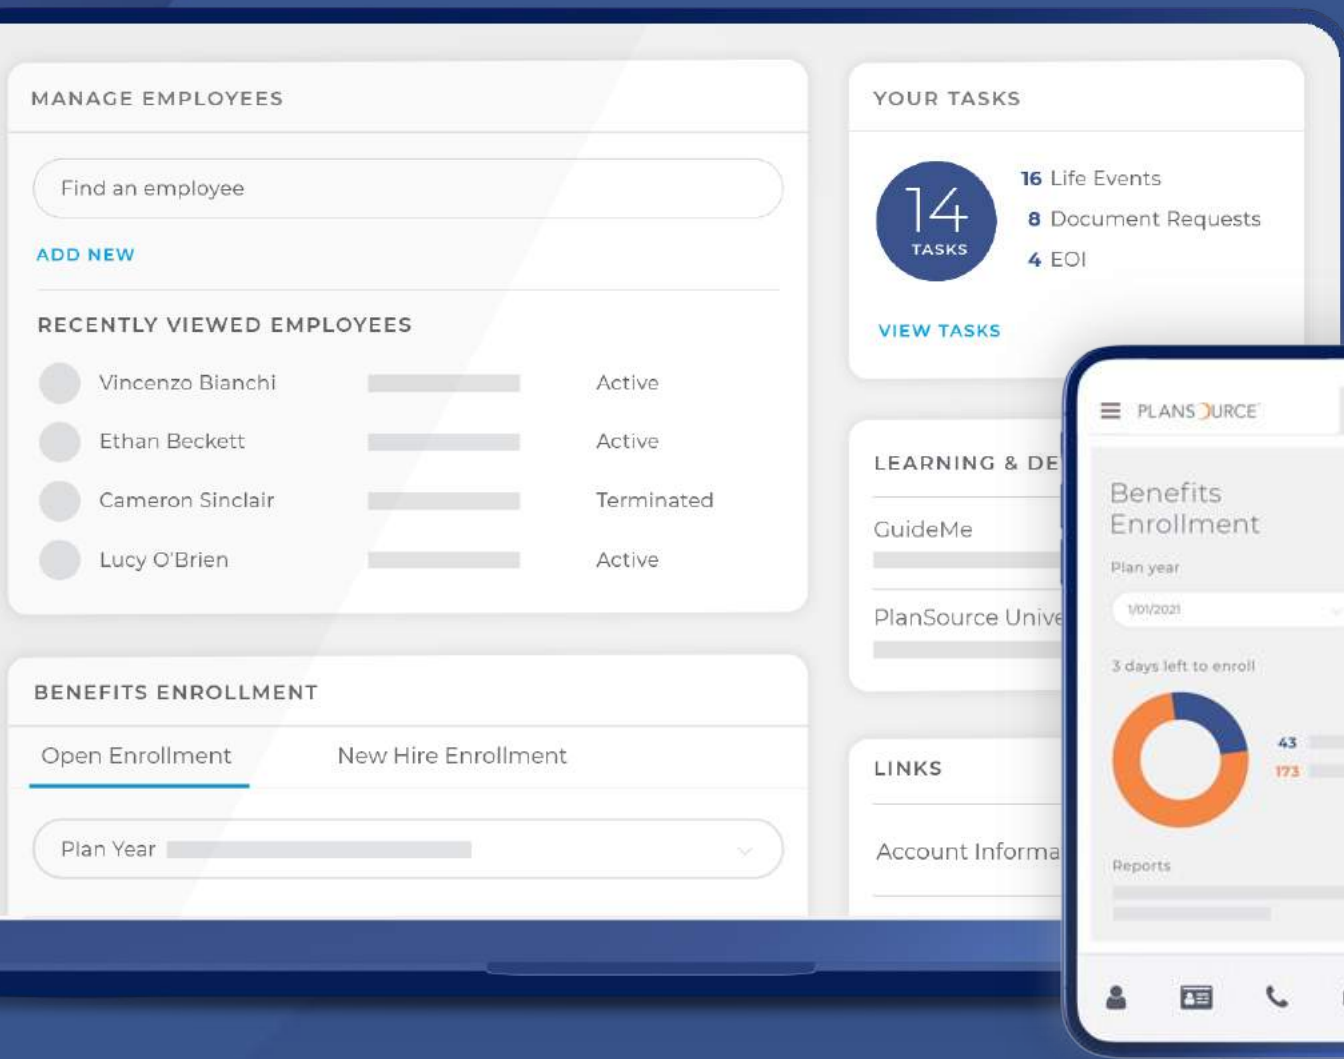 MANAGE EMPLOYEES
Find an employee
ADD NEW
RECENTLY VIEWED EMPLOYEES
Vincenzo Bianchi Active
Ethan Beckett Active
Cameron Sinclair Terminated
Lucy O'Brien Active
BENEFITS ENROLLMENT
Open Enrollment New Hire Enrollment
Plan Year
YOUR TASKS
14
TASKS
16 Life Events
8 Document Requests
4 EOI
VIEW TASKS
LEARNING & DE
GuideMe
PlanSource Unive
LINKS
Account Informa
PLANSOURCE
Benefits
Enrollment
Plan year
1/01/2021
3 days left to enroll
43
173
Reports